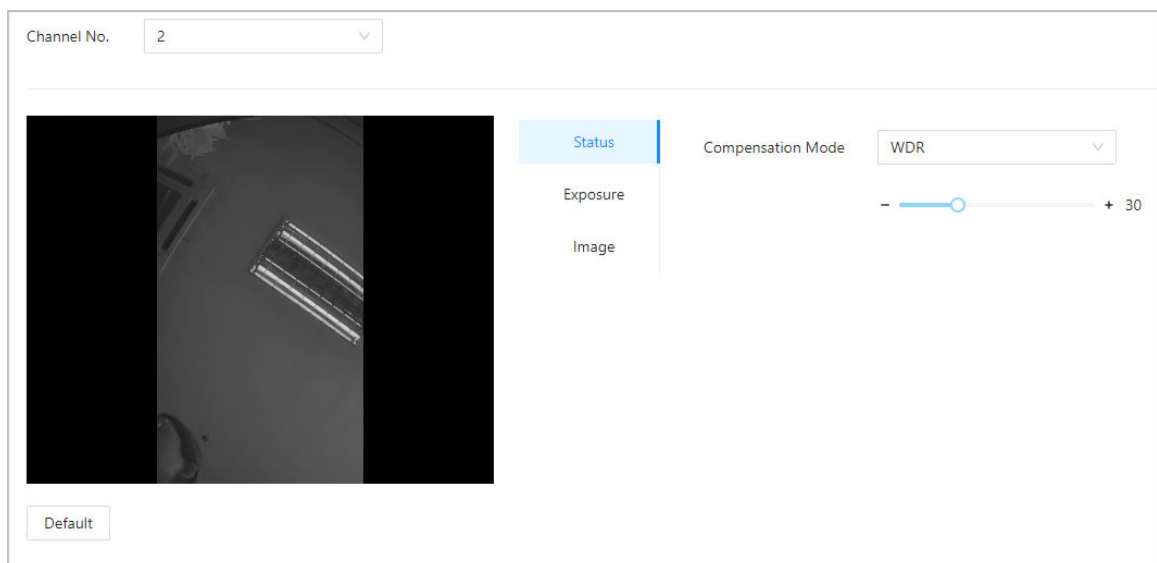 Channel No. 2
Status
Compensation Mode WDR
Exposure
- + 30
Image
Default